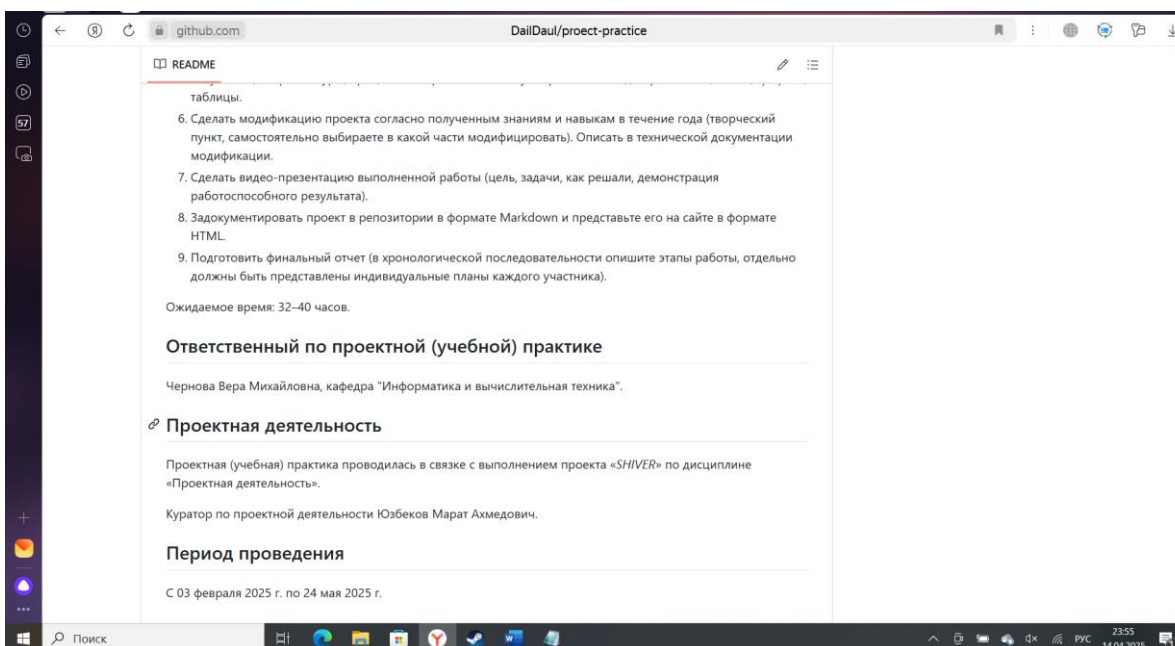 github.com
DailDaul/proect-practice
README
таблицы.
6. Сделать модификацию проекта согласно полученным знаниям и навыкам в течение года (творческий
пункт, самостоятельно выбираете в какой части модифицировать). Описать в технической документации
модификации.
7. Сделать видео-презентацию выполненной работы (цель, задачи, как решали, демонстрация
работоспособного результата).
8. Задокументировать проект в репозитории в формате Markdown и представьте его на сайте в формате
HTML.
9. Подготовить финальный отчет (в хронологической последовательности опишите этапы работы, отдельно
должны быть представлены индивидуальные планы каждого участника).
Ожидаемое время: 32–40 часов.
Ответственный по проектной (учебной) практике
Чернова Вера Михайловна, кафедра "Информатика и вычислительная техника".
Проектная деятельность
Проектная (учебная) практика проводилась в связке с выполнением проекта «SHIVER» по дисциплине
«Проектная деятельность».
Куратор по проектной деятельности Юзбеков Марат Ахмедович.
Период проведения
С 03 февраля 2025 г. по 24 мая 2025 г.
57
Поиск
РУС
23:55
14.04.2025